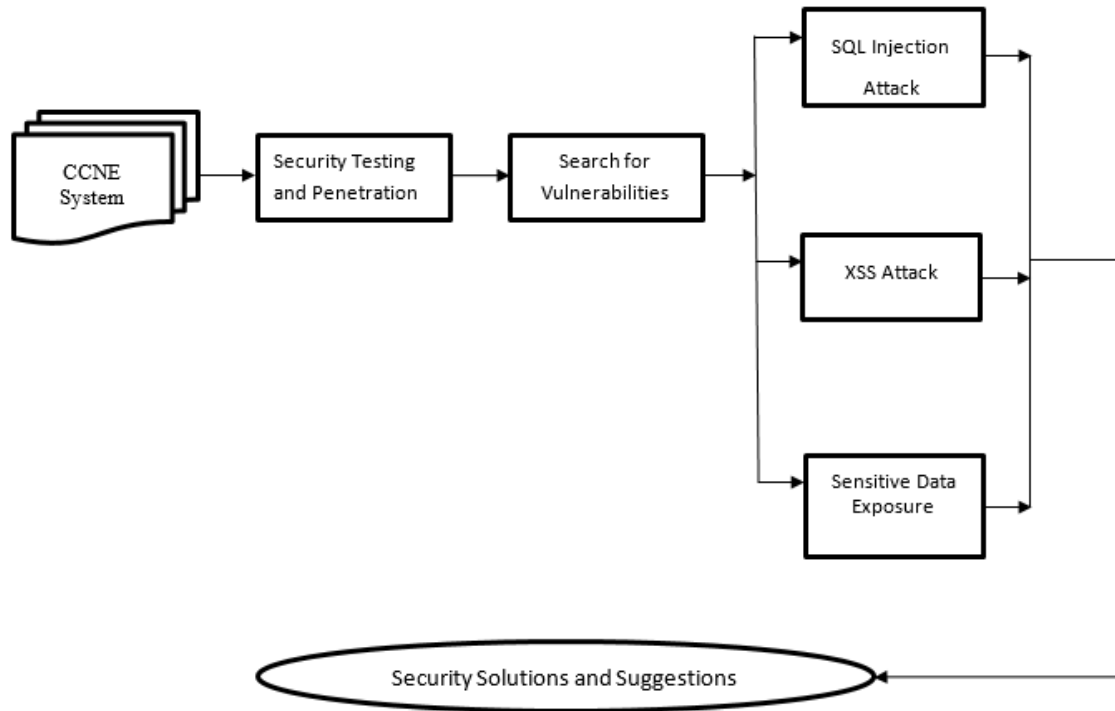 CCNE
System
Security Testing
and Penetration
Search for
Vulnerabilities
SQL Injection
Attack
XSS Attack
Sensitive Data
Exposure
Security Solutions and Suggestions